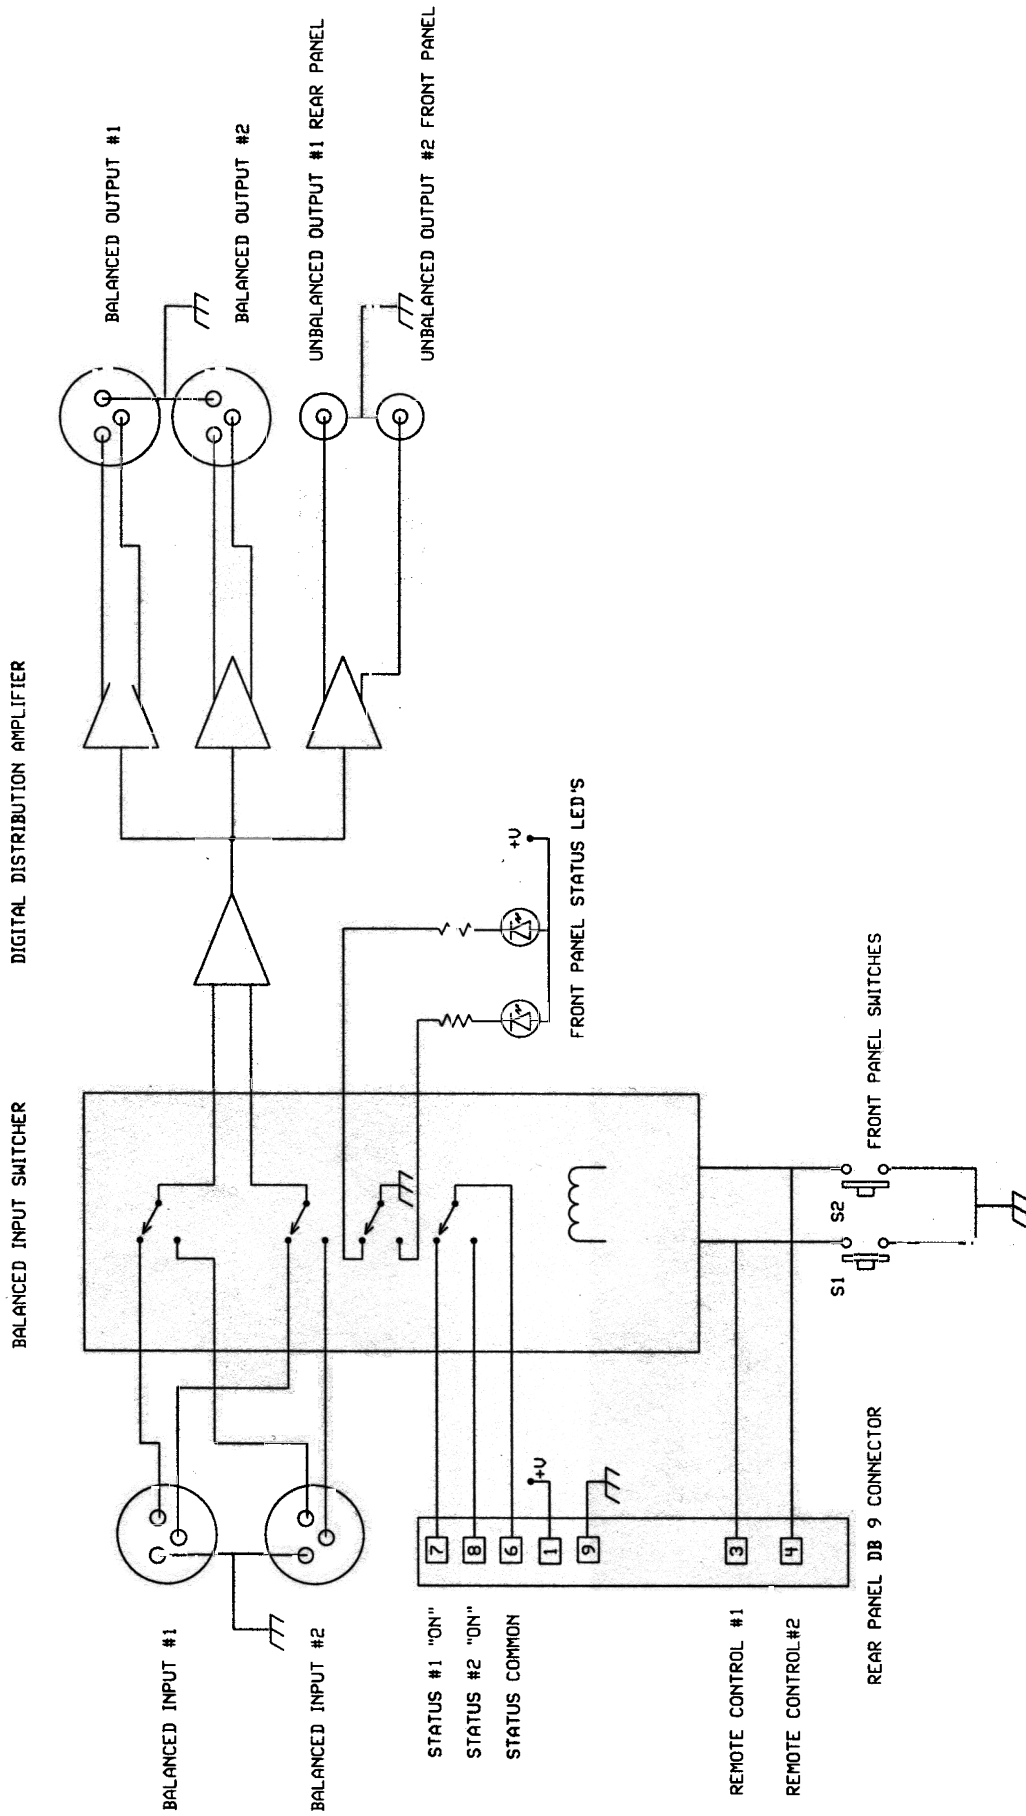 BALANCED INPUT SWITCHER
DIGITAL DISTRIBUTION AMPLIFIER
BALANCED INPUT #1
BALANCED INPUT #2
BALANCED OUTPUT #1
BALANCED OUTPUT #2
UNBALANCED OUTPUT #1 REAR PANEL
UNBALANCED OUTPUT #2 FRONT PANEL
STATUS #1 "ON"
STATUS #2 "ON"
STATUS COMMON
7
8
6
1
9
+V
+V
FRONT PANEL STATUS LED'S
REMOTE CONTROL #1
REMOTE CONTROL#2
3
4
S1
S2
FRONT PANEL SWITCHES
REAR PANEL DB 9 CONNECTOR